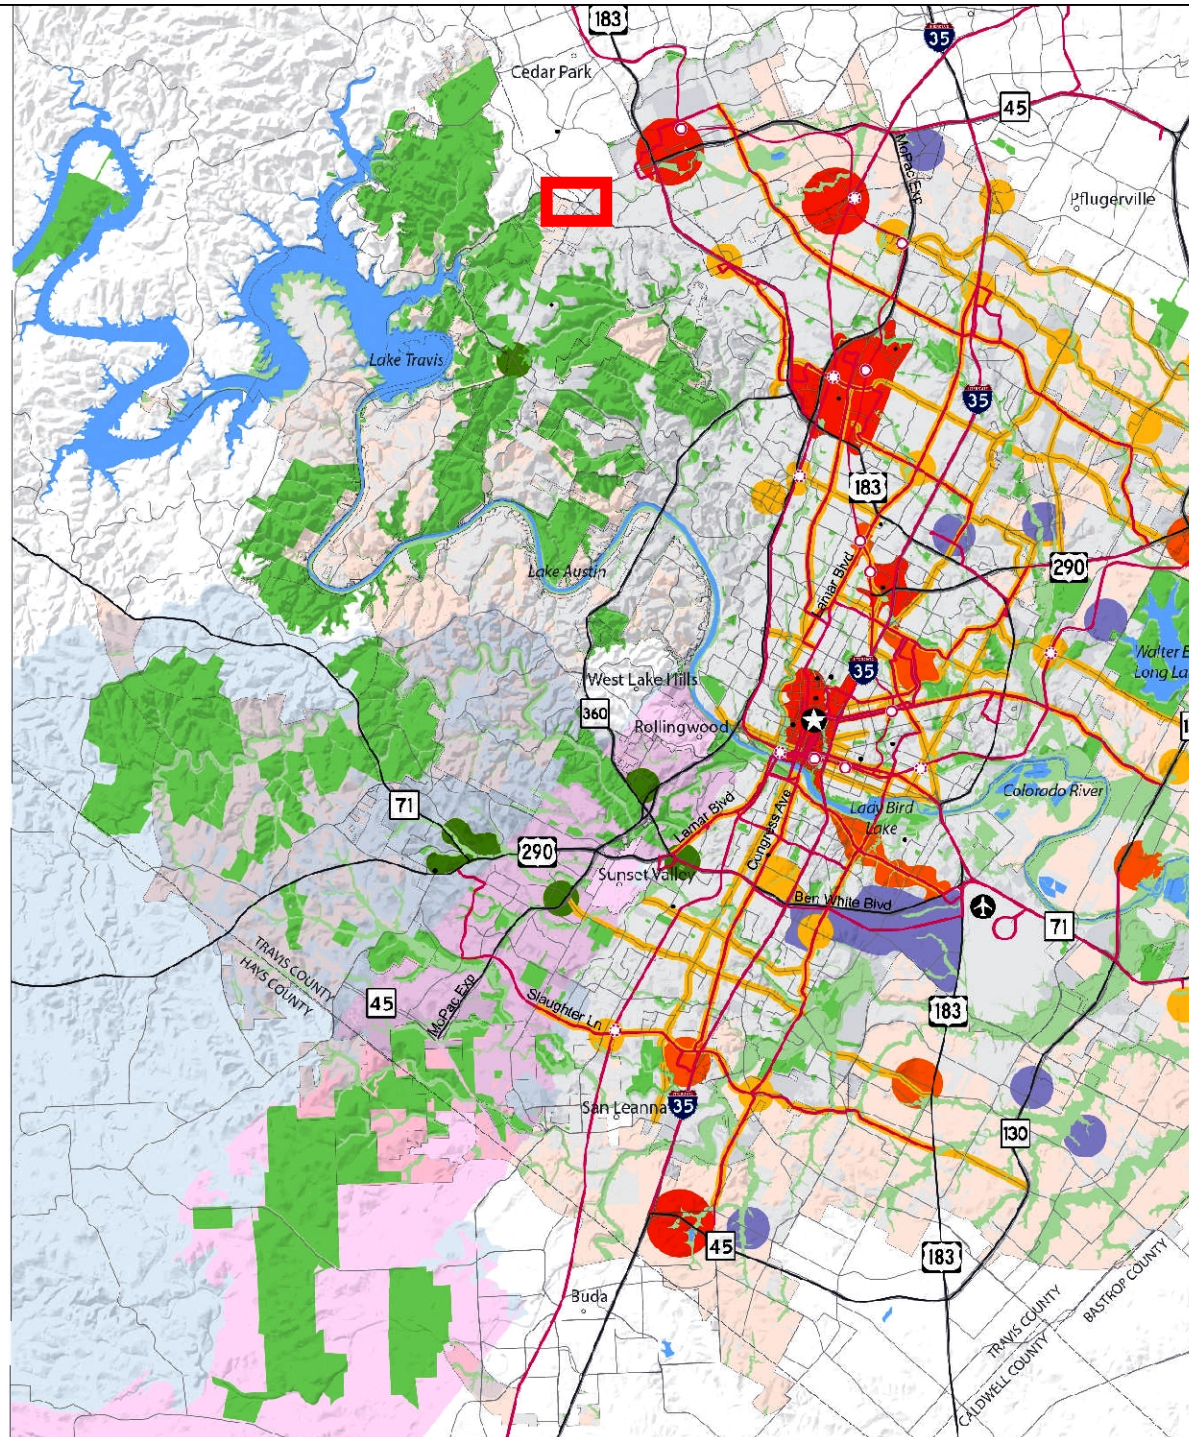 183
35
Cedar Park
45
MoPac Exp
Pflugerville
Lake Travis
35
183
Lake Austin
Lamar Blvd
290
Walter E
Long La
35
West Lake Hills
360
Rollingwood
1
71
Colorado River
Lady Bird
Lake
Lamar Blvd
Congress Ave
290
Sunset Valley
Ben White Blvd
71
TRAVIS COUNTY
HAYS COUNTY
45
MoPac Exp
Slaughter Ln
183
San Leanna
35
130
45
183
Buda
TRAVIS COUNTY
BASTROP COUNTY
CALDWELL COUNTY